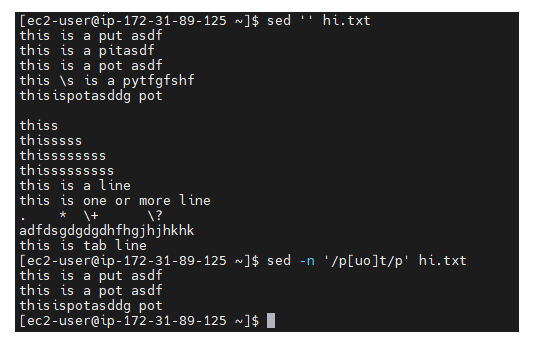 [ec2-user@ip-172-31-89-125 ~]$ sed '' hi.txt
this is a put asdf
this is a pitasdf
this is a pot asdf
this \s is a pytfgfshf
thisispotasddg pot

thiss
thisssss
thissssssss
thisssssssss
this is a line
this is one or more line
.    *  \+      \?
adfdsgdgdgdhfhgjhjhkhk
this is tab line
[ec2-user@ip-172-31-89-125 ~]$ sed -n '/p[uo]t/p' hi.txt
this is a put asdf
this is a pot asdf
thisispotasddg pot
[ec2-user@ip-172-31-89-125 ~]$